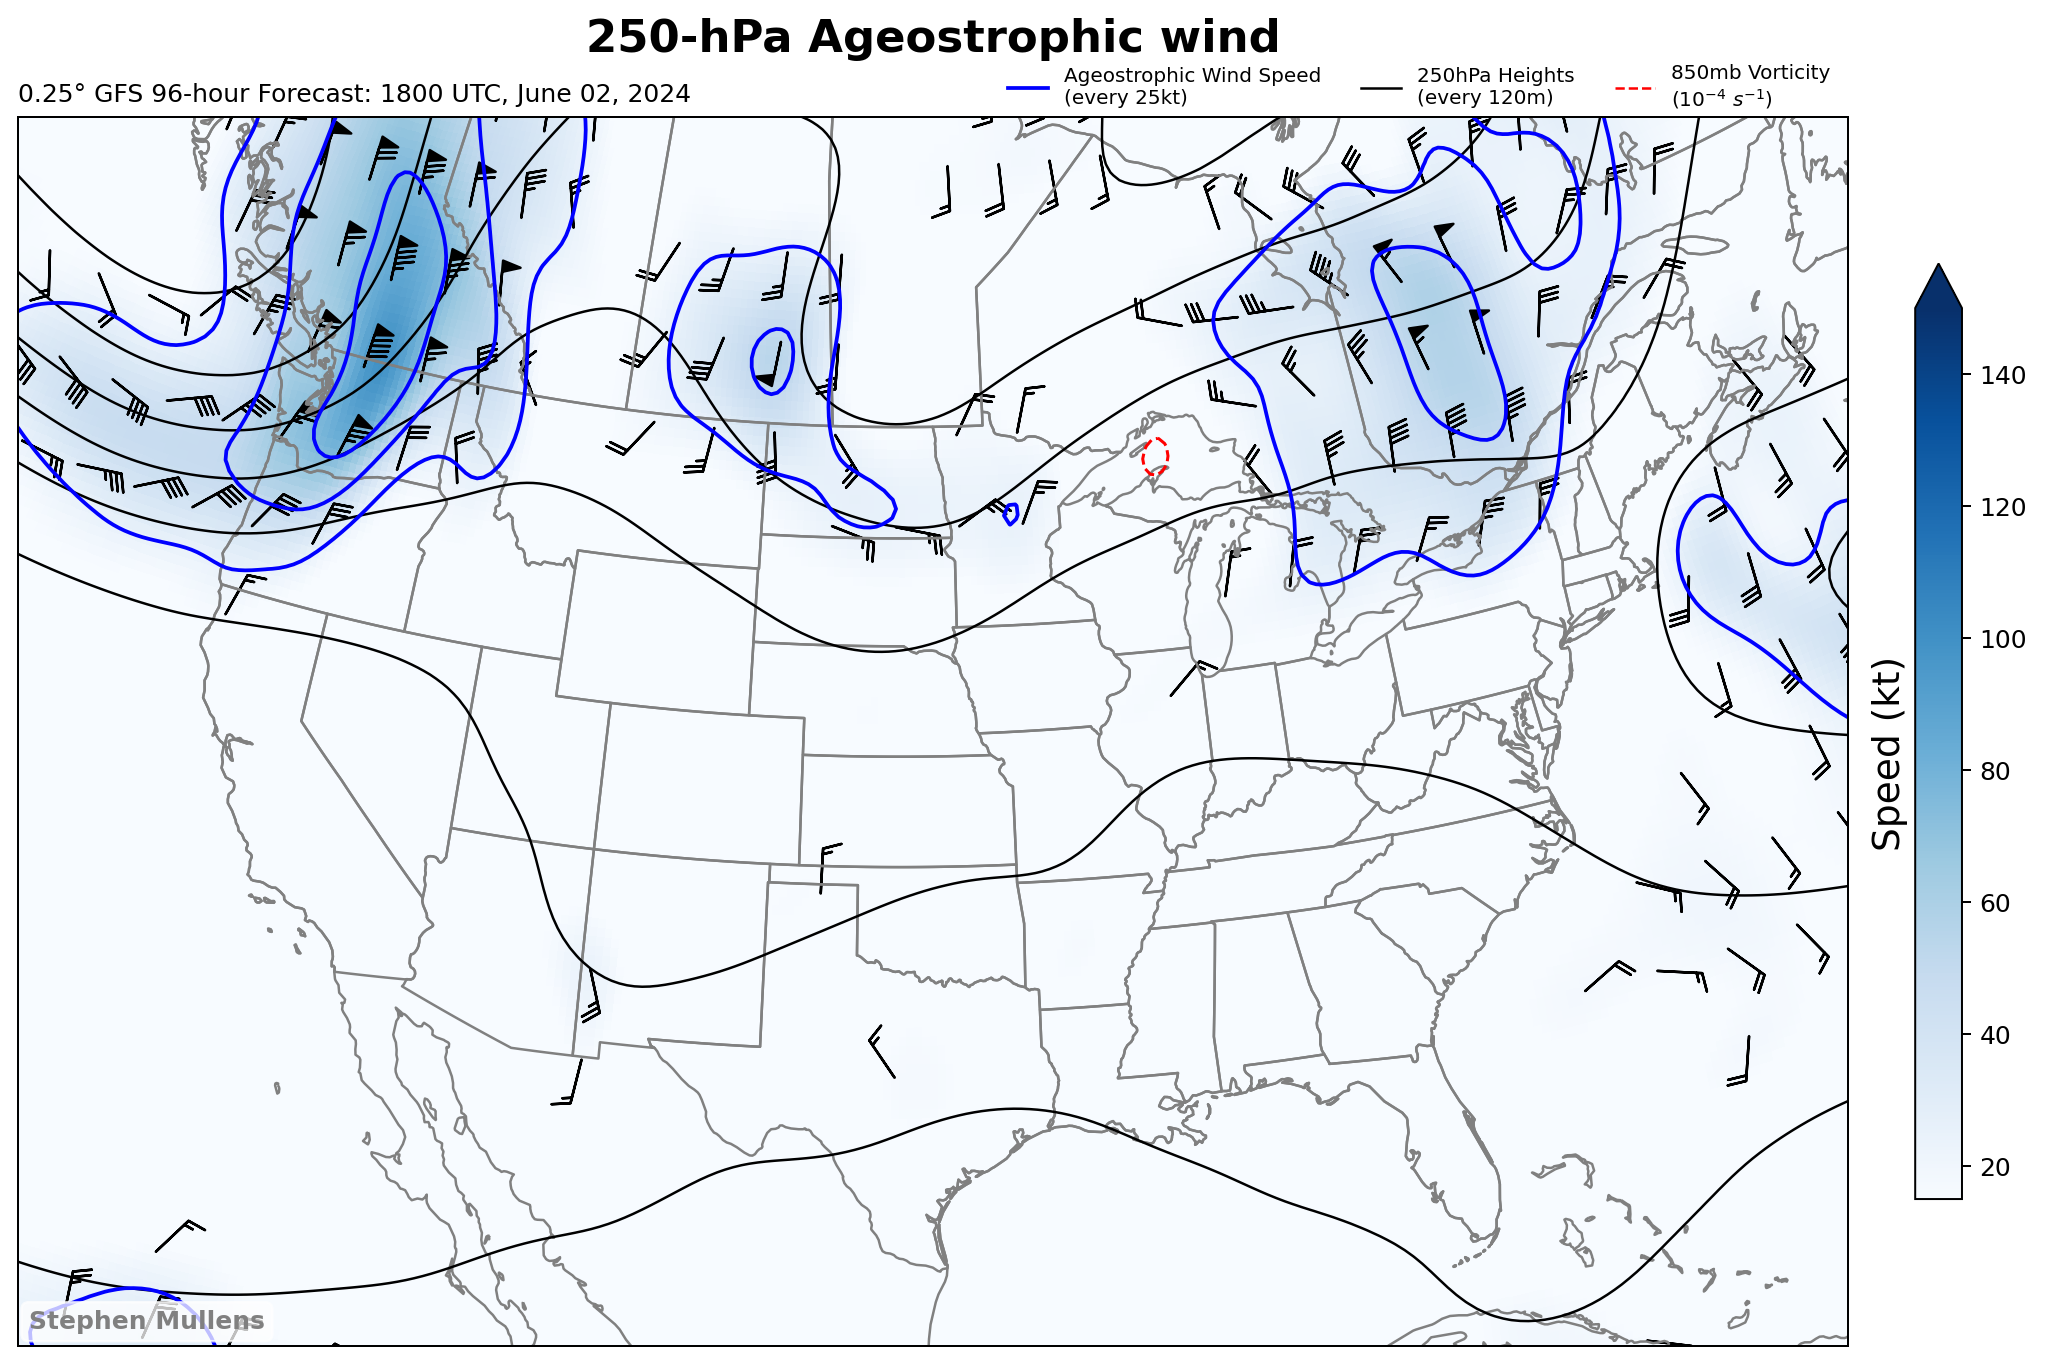 250-hPa Ageostrophic wind
0.25° GFS 96-hour Forecast: 1800 UTC, June 02, 2024
Ageostrophic Wind Speed
(every 25kt)
250hPa Heights
(every 120m)
850mb Vorticity
(10⁻⁴ s⁻¹)
140
120
100
80
60
40
20
Speed (kt)
Stephen Mullens